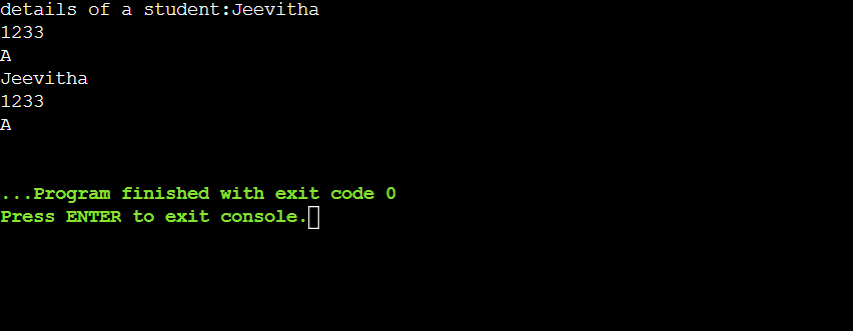 details of a student:Jeevitha
1233
A
Jeevitha
1233
A
...Program finished with exit code 0
Press ENTER to exit console.